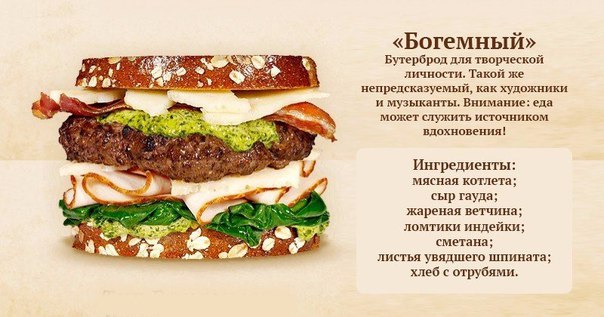 «Богемный»
Бутерброд для творческой
личности. Такой же
непредсказуемый, как художники
и музыканты. Внимание: еда
может служить источником
вдохновения!
Ингредиенты:
мясная котлета;
сыр гауда;
жареная ветчина;
ломтики индейки;
сметана;
листья увядшего шпината;
хлеб с отрубями.